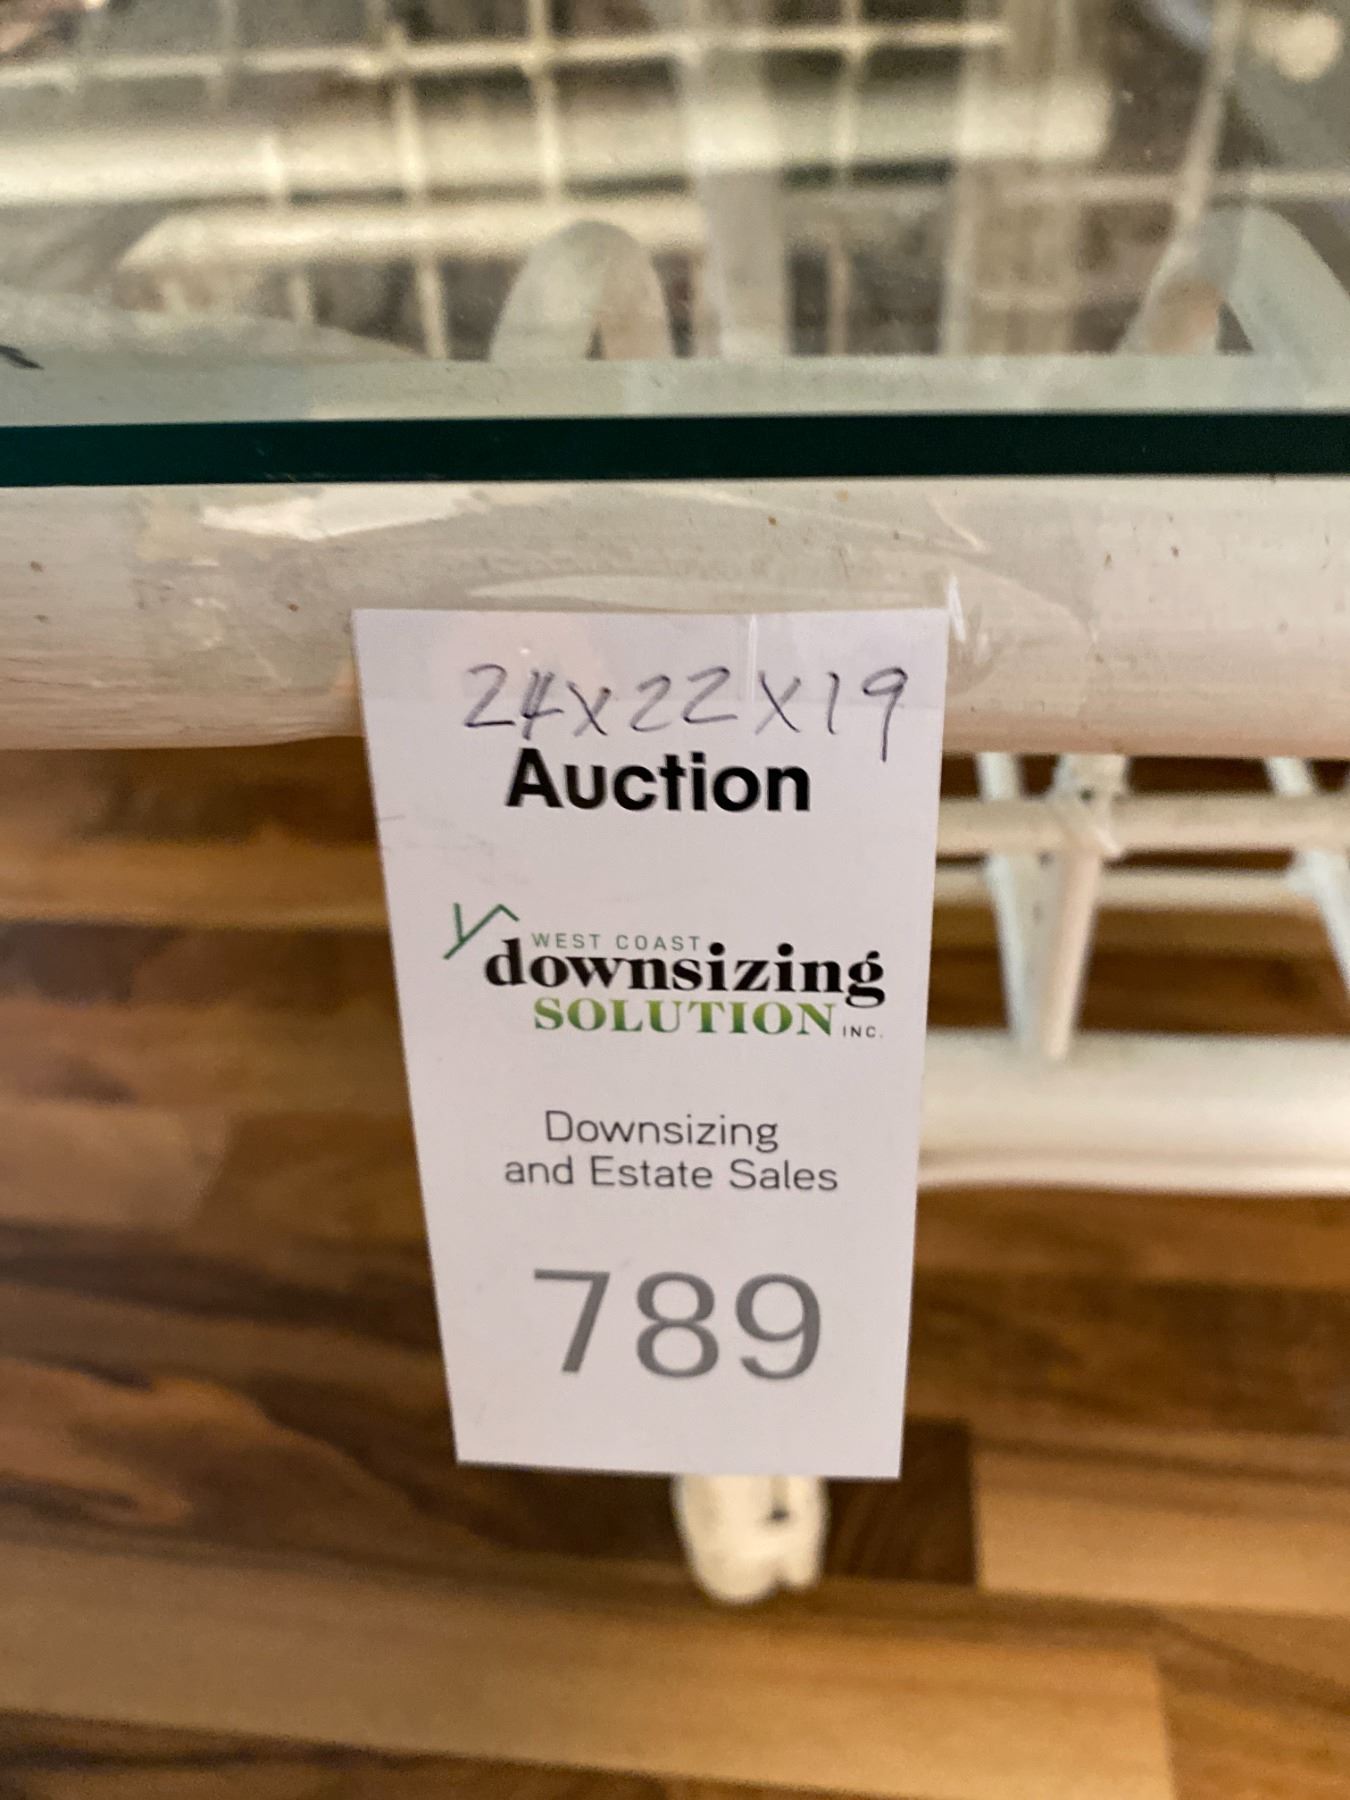 24x22x19
Auction
WEST COAST
downsizing
SOLUTION INC.
Downsizing
and Estate Sales
789